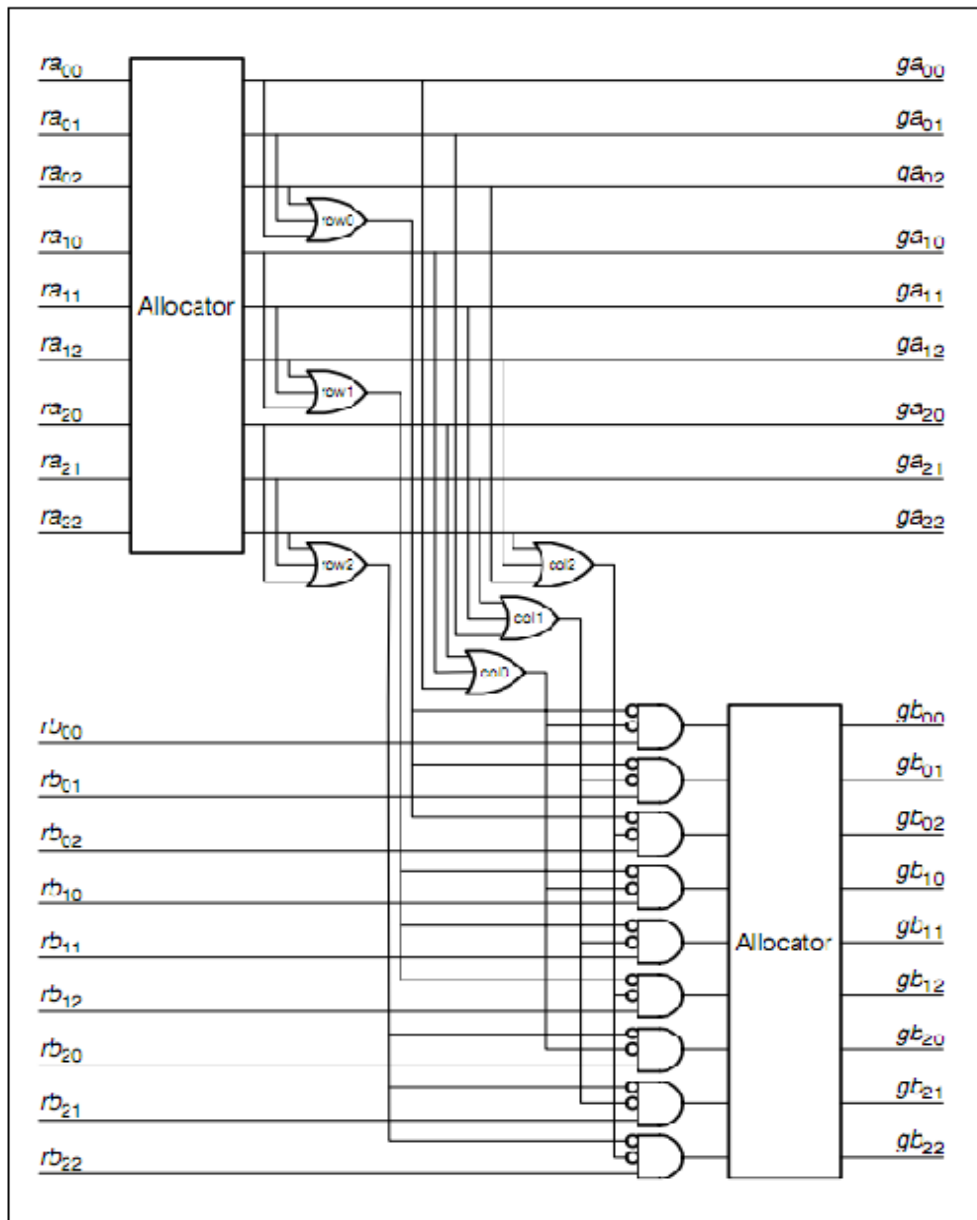 ra00 ga00
ra01 ga01
ra02 ga02
row0
ra10 ga10
ra11 ga11
Allocator
ra12 ga12
row1
ra20 ga20
ra21 ga21
ra22 ga22
row2 col2
col1
col0
rb00 gb00
rb01 gb01
rb02 gb02
rb10 gb10
rb11 gb11
Allocator
rb12 gb12
rb20 gb20
rb21 gb21
rb22 gb22